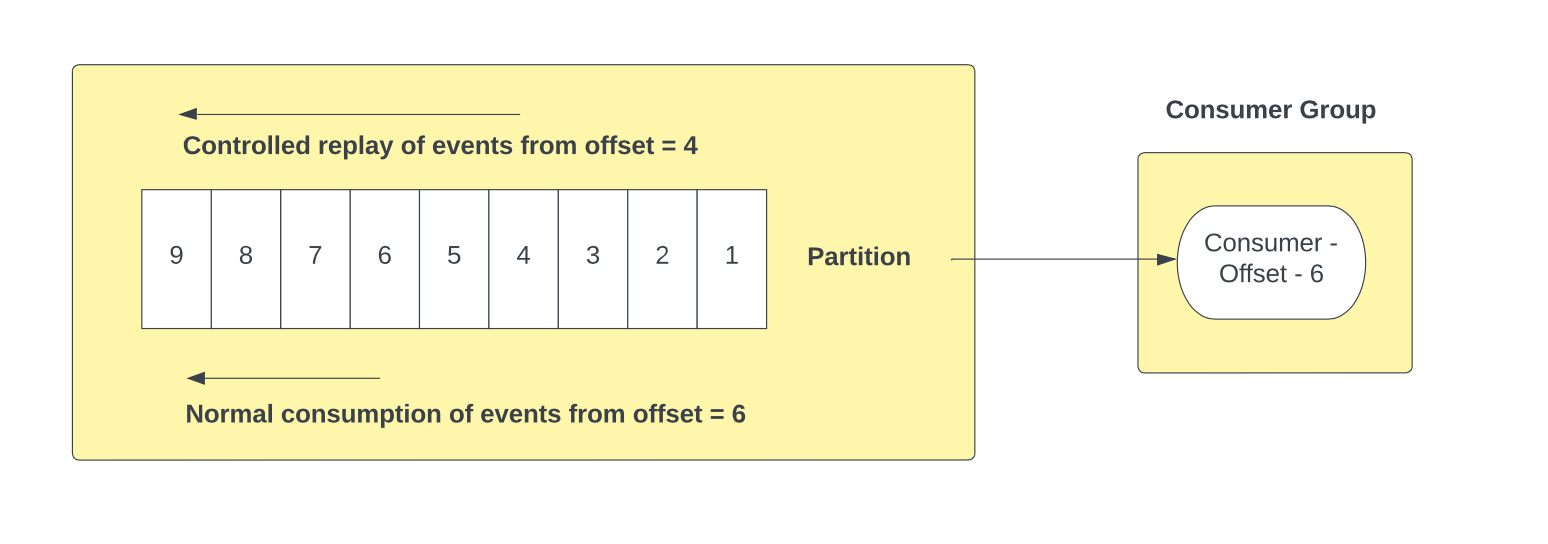 Controlled replay of events from offset = 4
9 8 7 6 5 4 3 2 1
Partition
Normal consumption of events from offset = 6
Consumer Group
Consumer -
Offset - 6